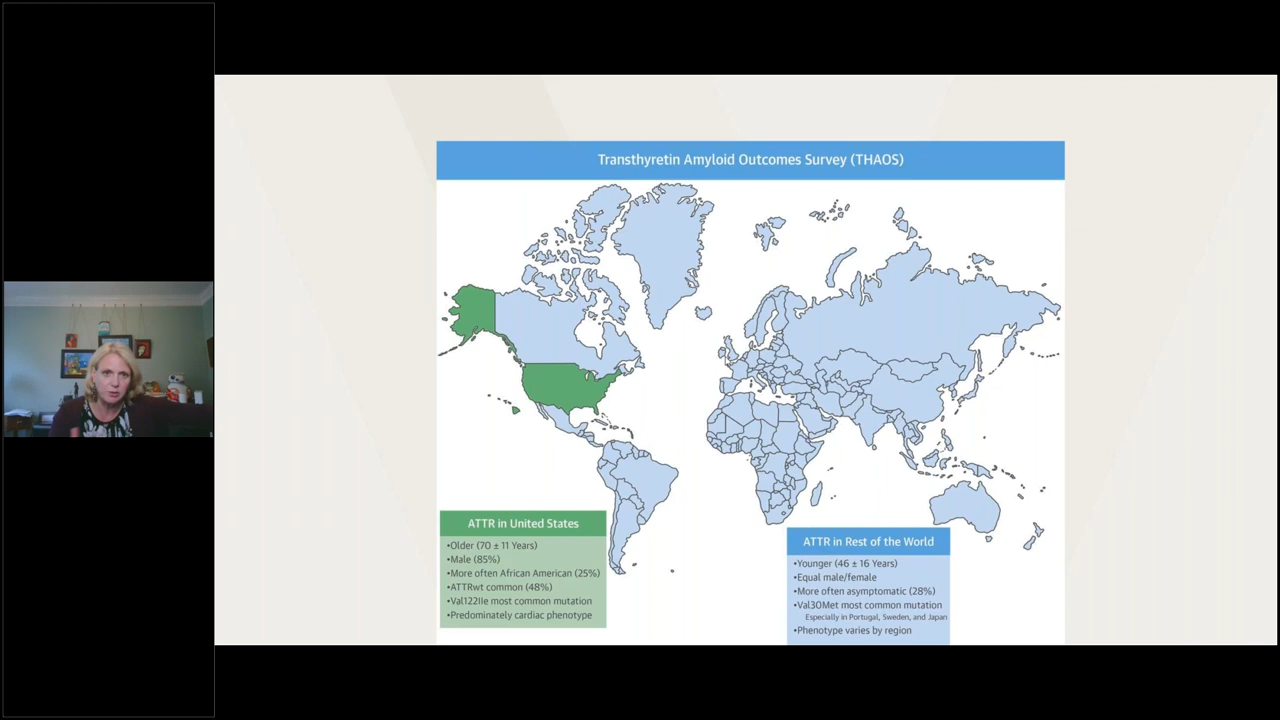 Transthyretin Amyloid Outcomes Survey (THAOS)
ATTR in United States
•Older (70 ± 11 Years)
•Male (85%)
•More often African American (25%)
•ATTRwt common (48%)
•Val122Ile most common mutation
•Predominately cardiac phenotype
ATTR in Rest of the World
•Younger (46 ± 16 Years)
•Equal male/female
•More often asymptomatic (28%)
•Val30Met most common mutation
Especially in Portugal, Sweden, and Japan
•Phenotype varies by region